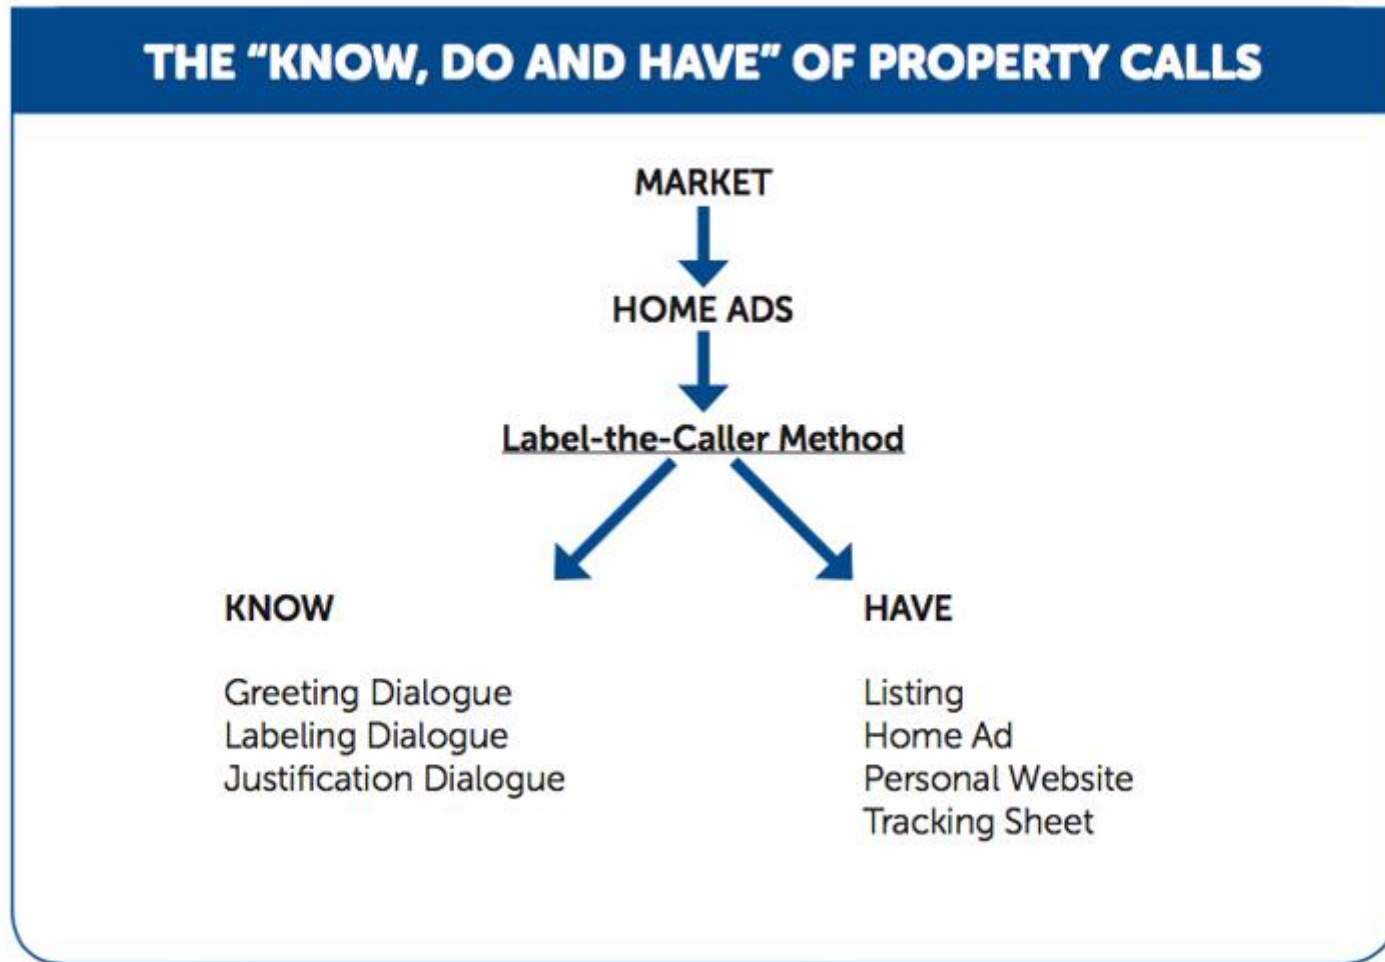 THE “KNOW, DO AND HAVE” OF PROPERTY CALLS
MARKET
HOME ADS
Label-the-Caller Method
KNOW
Greeting Dialogue
Labeling Dialogue
Justification Dialogue
HAVE
Listing
Home Ad
Personal Website
Tracking Sheet